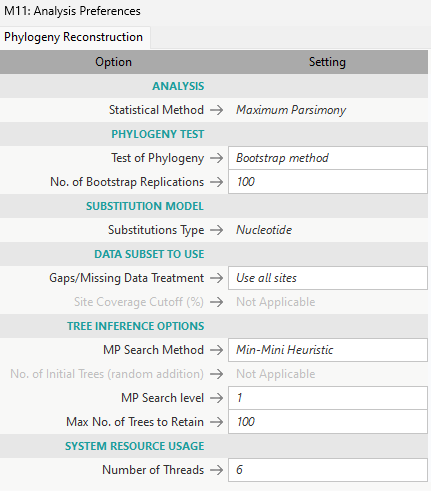 M11: Analysis Preferences
Phylogeny Reconstruction
Option Setting
ANALYSIS
Statistical Method → Maximum Parsimony
PHYLOGENY TEST
Test of Phylogeny → Bootstrap method
No. of Bootstrap Replications → 100
SUBSTITUTION MODEL
Substitutions Type → Nucleotide
DATA SUBSET TO USE
Gaps/Missing Data Treatment → Use all sites
Site Coverage Cutoff (%) → Not Applicable
TREE INFERENCE OPTIONS
MP Search Method → Min-Mini Heuristic
No. of Initial Trees (random addition) → Not Applicable
MP Search level → 1
Max No. of Trees to Retain → 100
SYSTEM RESOURCE USAGE
Number of Threads → 6